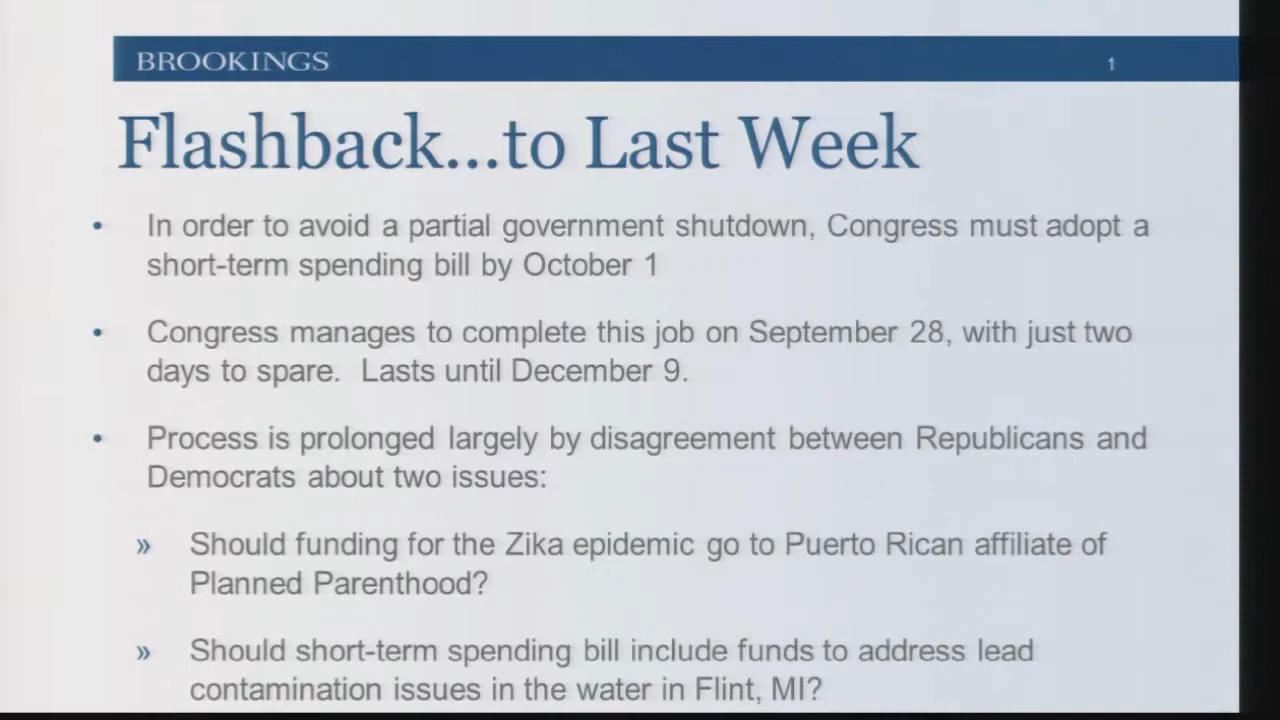 BROOKINGS 1
Flashback...to Last Week
• In order to avoid a partial government shutdown, Congress must adopt a
short-term spending bill by October 1
• Congress manages to complete this job on September 28, with just two
days to spare.  Lasts until December 9.
• Process is prolonged largely by disagreement between Republicans and
Democrats about two issues:
» Should funding for the Zika epidemic go to Puerto Rican affiliate of
Planned Parenthood?
» Should short-term spending bill include funds to address lead
contamination issues in the water in Flint, MI?